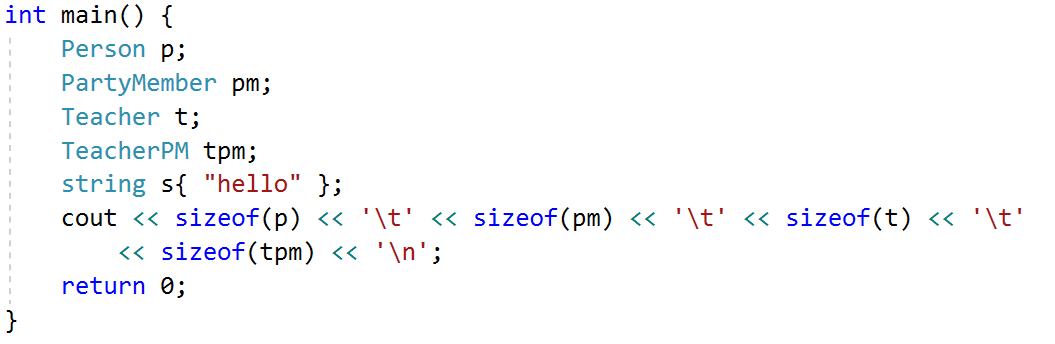 int main() {
    Person p;
    PartyMember pm;
    Teacher t;
    TeacherPM tpm;
    string s{ "hello" };
    cout << sizeof(p) << '\t' << sizeof(pm) << '\t' << sizeof(t) << '\t'
        << sizeof(tpm) << '\n';
    return 0;
}